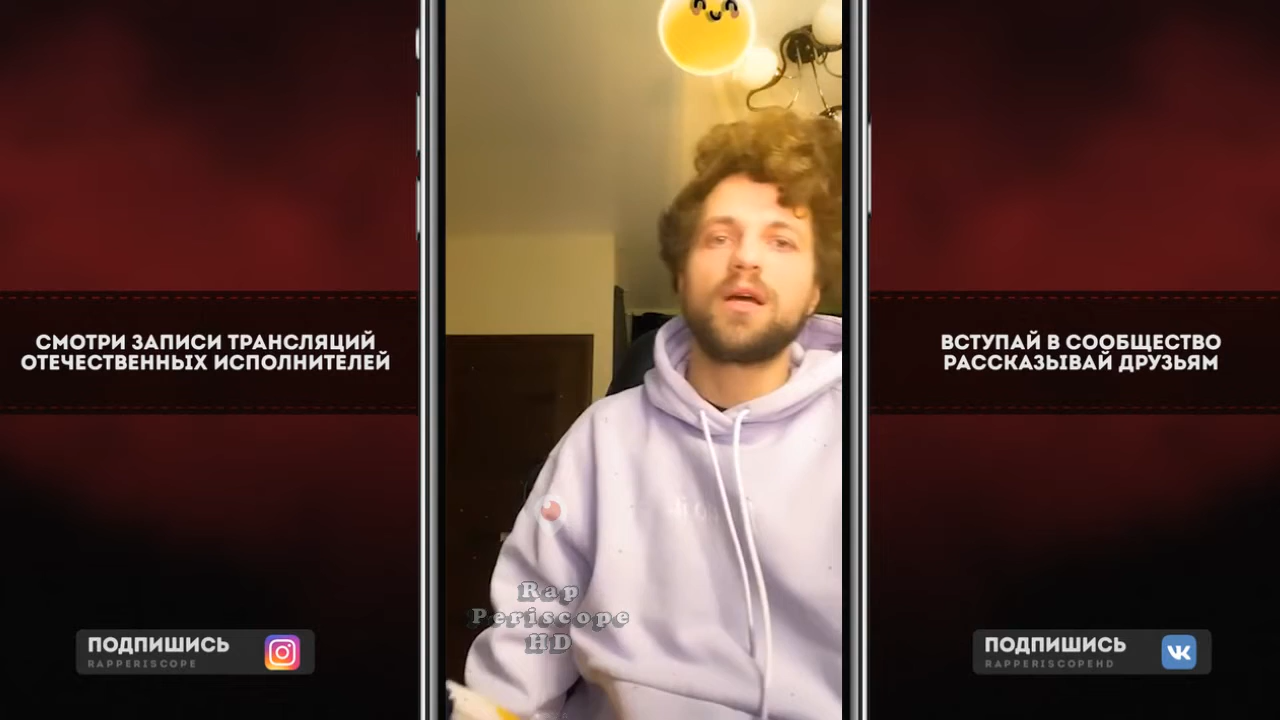 СМОТРИ ЗАПИСИ ТРАНСЛЯЦИЙ
ОТЕЧЕСТВЕННЫХ ИСПОЛНИТЕЛЕЙ
ВСТУПАЙ В СООБЩЕСТВО
РАССКАЗЫВАЙ ДРУЗЬЯМ
Rap
Periscope
HD
ПОДПИШИСЬ
RAPPERISCOPE
ПОДПИШИСЬ
RAPPERISCOPEHD